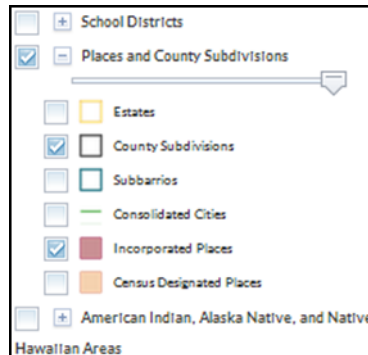 School Districts
Places and County Subdivisions
Estates
County Subdivisions
Subbarrios
Consolidated Cities
Incorporated Places
Census Designated Places
American Indian, Alaska Native, and Native
Hawaiian Areas